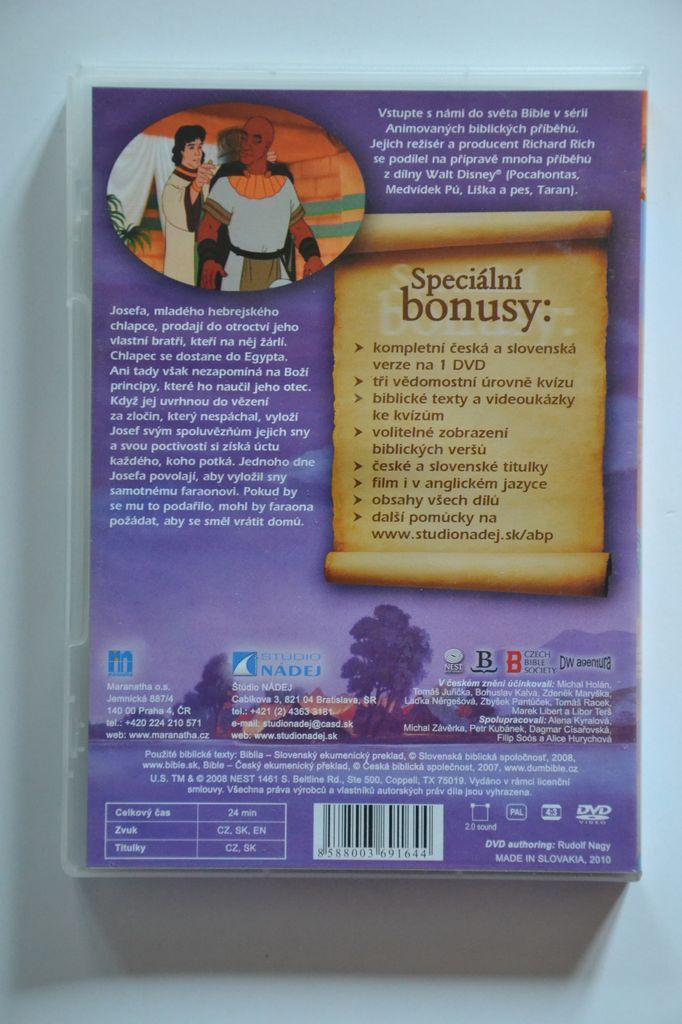 Vstupte s námi do světa Bible v sérii
Animovaných biblických příběhů.
Jejich režisér a producent Richard Rich
se podílel na přípravě mnoha příběhů
z dílny Walt Disney® (Pocahontas,
Medvídek Pú, Liška a pes, Taran).
Josefa, mladého hebrejského
chlapce, prodají do otroctví jeho
vlastní bratři, kteří na něj žárlí.
Chlapec se dostane do Egypta.
Ani tady však nezapomíná na Boží
principy, které ho naučil jeho otec.
Když jej uvrhnou do vězení
za zločin, který nespáchal, vyloží
Josef svým spoluvězňům jejich sny
a svou poctivostí si získá úctu
každého, koho potká. Jednoho dne
Josefa povolají, aby vyložil sny
samotnému faraonovi. Pokud by
se mu to podařilo, mohl by faraona
požádat, aby se směl vrátit domů.
Speciální
bonusy:
➤ kompletní česká a slovenská
verze na 1 DVD
➤ tři vědomostní úrovně kvízu
➤ biblické texty a videoukázky
ke kvízům
➤ volitelné zobrazení
biblických veršů
➤ české a slovenské titulky
➤ film i v anglickém jazyce
➤ obsahy všech dílů
➤ další pomůcky na
www.studionadej.sk/abp
Maranatha o.s.
Jemnická 887/4
140 00 Praha 4, ČR
tel.: +420 224 210 571
web: www.maranatha.cz
STUDIO
NÁDEJ
Štúdio NÁDEJ
Cablkova 3, 821 04 Bratislava, SR
tel.: +421 (2) 4363 3181
e-mail: studionadej@casd.sk
web: www.studionadej.sk
NEST
B
B CZECH
BIBLE
SOCIETY
DW agentura
V českém znění účinkovali: Michal Holán,
Tomáš Juřička, Bohuslav Kalva, Zdeněk Maryška,
Laďka Něrgešová, Zbyšek Pantůček, Tomáš Racek,
Marek Libert a Libor Terš
Spolupracovali: Alena Kyralová,
Michal Závěrka, Petr Kubánek, Dagmar Císařovská,
Filip Soós a Alice Hurychová
Použité biblické texty: Biblia – Slovenský ekumenický preklad, © Slovenská biblická spoločnosť, 2008,
www.bible.sk, Bible – Český ekumenický překlad, © Česká biblická společnost, 2007, www.dumbible.cz
U.S. TM & © 2008 NEST 1461 S. Beltline Rd., Ste 500, Coppell, TX 75019. Vydáno v rámci licenční
smlouvy. Všechna práva výrobců a vlastníků autorských práv díla jsou vyhrazena.
Celkový čas 24 min
Zvuk CZ, SK, EN
Titulky CZ, SK
8 588003 691644
2.0 sound
PAL
4:3
DVD
VIDEO
DVD authoring: Rudolf Nagy
MADE IN SLOVAKIA, 2010